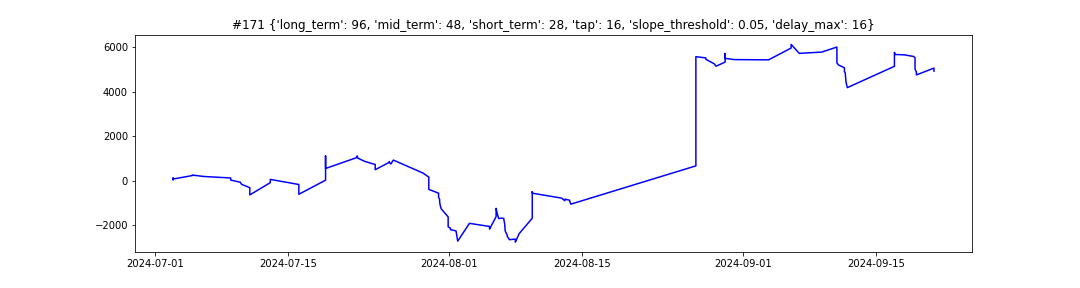 #171 {'long_term': 96, 'mid_term': 48, 'short_term': 28, 'tap': 16, 'slope_threshold': 0.05, 'delay_max': 16}
6000
4000
2000
0
−2000
2024-07-01 2024-07-15 2024-08-01 2024-08-15 2024-09-01 2024-09-15